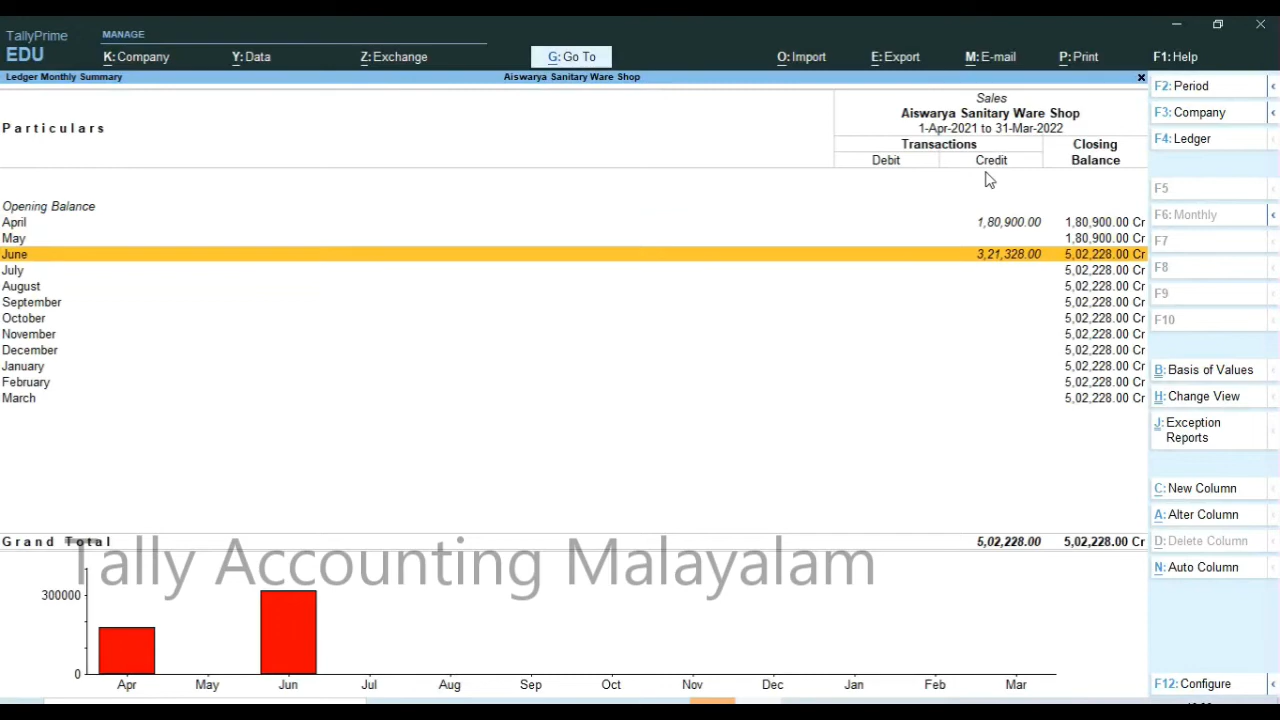 TallyPrime
EDU
MANAGE
K: Company
Y: Data
Z: Exchange
G: Go To
O: Import
E: Export
M: E-mail
P: Print
F1: Help
Ledger Monthly Summary
Aiswarya Sanitary Ware Shop
x
Particulars
Sales
Aiswarya Sanitary Ware Shop
1-Apr-2021 to 31-Mar-2022
Transactions
Closing
Debit
Credit
Balance
Opening Balance
April 1,80,900.00 1,80,900.00 Cr
May 1,80,900.00 Cr
June 3,21,328.00 5,02,228.00 Cr
July 5,02,228.00 Cr
August 5,02,228.00 Cr
September 5,02,228.00 Cr
October 5,02,228.00 Cr
November 5,02,228.00 Cr
December 5,02,228.00 Cr
January 5,02,228.00 Cr
February 5,02,228.00 Cr
March 5,02,228.00 Cr
Grand Total 5,02,228.00 5,02,228.00 Cr
Tally Accounting Malayalam
300000
0
Apr May Jun Jul Aug Sep Oct Nov Dec Jan Feb Mar
F2: Period
F3: Company
F4: Ledger
F5
F6: Monthly
F7
F8
F9
F10
B: Basis of Values
H: Change View
J: Exception
Reports
C: New Column
A: Alter Column
D: Delete Column
N: Auto Column
F12: Configure